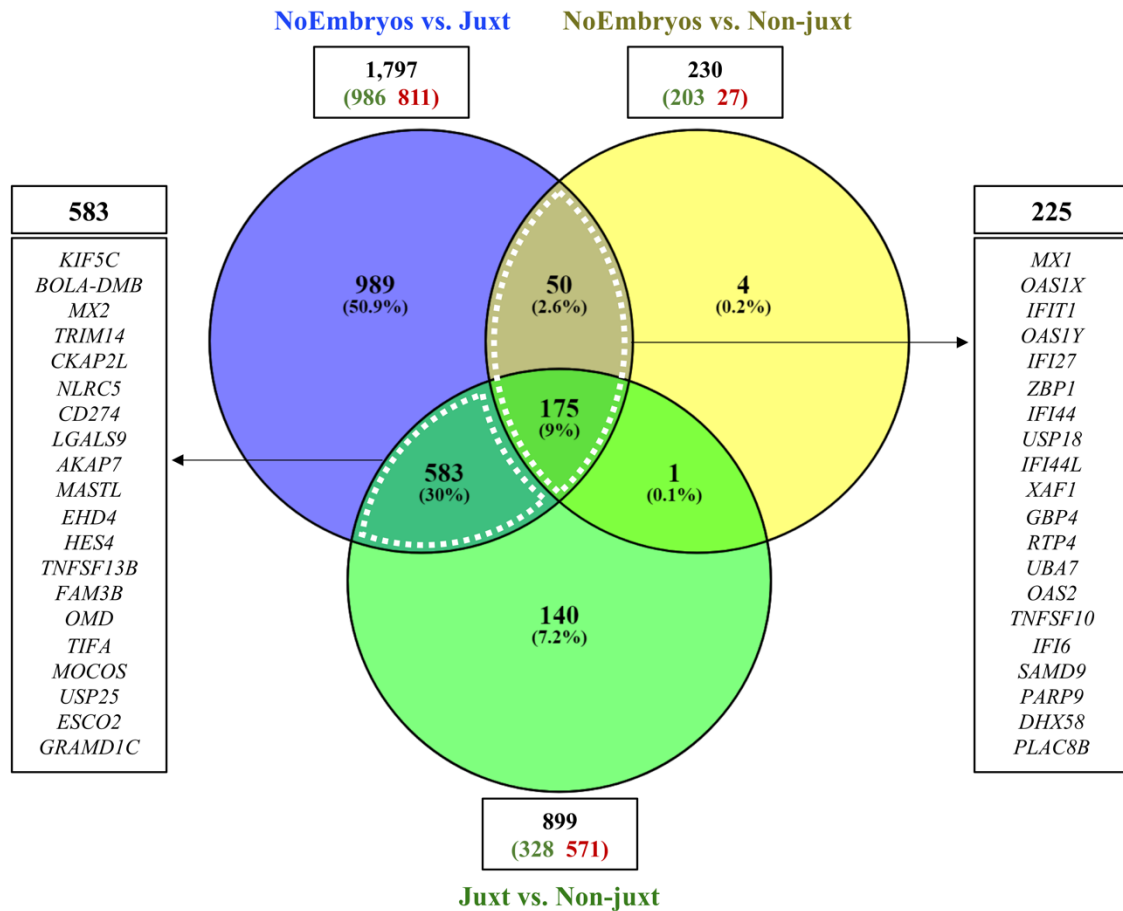 NoEmbryos vs. Juxt
NoEmbryos vs. Non-juxt
1,797
(986 811)
230
(203 27)
583
KIF5C
BOLA-DMB
MX2
TRIM14
CKAP2L
NLRC5
CD274
LGALS9
AKAP7
MASTL
EHD4
HES4
TNFSF13B
FAM3B
OMD
TIFA
MOCOS
USP25
ESCO2
GRAMD1C
989
(50.9%)
50
(2.6%)
4
(0.2%)
175
(9%)
583
(30%)
1
(0.1%)
140
(7.2%)
225
MX1
OAS1X
IFIT1
OAS1Y
IFI27
ZBP1
IFI44
USP18
IFI44L
XAF1
GBP4
RTP4
UBA7
OAS2
TNFSF10
IFI6
SAMD9
PARP9
DHX58
PLAC8B
899
(328 571)
Juxt vs. Non-juxt